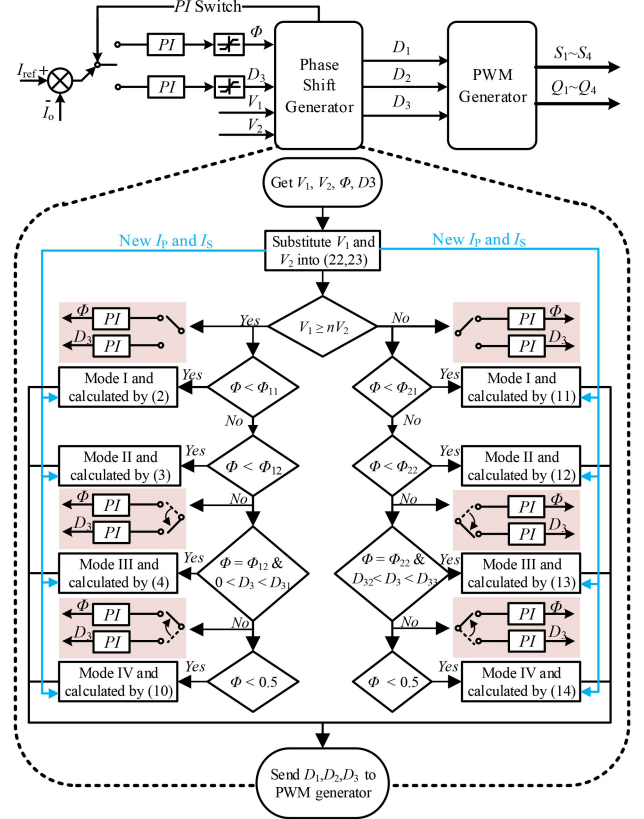 PI Switch
Φ
PI
I_ref +
D₃
PI
-
I_o
V₁
V₂
Phase
Shift
Generator
D₁
D₂
D₃
PWM
Generator
S₁~S₄
Q₁~Q₄
Get V₁, V₂, Φ, D3
New I_P and I_S
Substitute V₁ and
V₂ into (22,23)
New I_P and I_S
Φ PI
D₃ PI
Yes
V₁ ≥ nV₂
No
PI Φ
PI D₃
Mode I and
calculated by (2)
Yes
Φ < Φ₁₁
Φ < Φ₂₁
Yes
Mode I and
calculated by (11)
No
No
Mode II and
calculated by (3)
Yes
Φ < Φ₁₂
Φ < Φ₂₂
Yes
Mode II and
calculated by (12)
Φ PI
D₃ PI
No
No
PI Φ
PI D₃
Mode III and
calculated by (4)
Yes
Φ = Φ₁₂ &
0 < D₃ < D₃₁
Φ = Φ₂₂ &
D₃₂< D₃ < D₃₃
Yes
Mode III and
calculated by (13)
Φ PI
D₃ PI
No
No
PI Φ
PI D₃
Mode IV and
calculated by (10)
Yes
Φ < 0.5
Φ < 0.5
Yes
Mode IV and
calculated by (14)
Send D₁,D₂,D₃ to
PWM generator